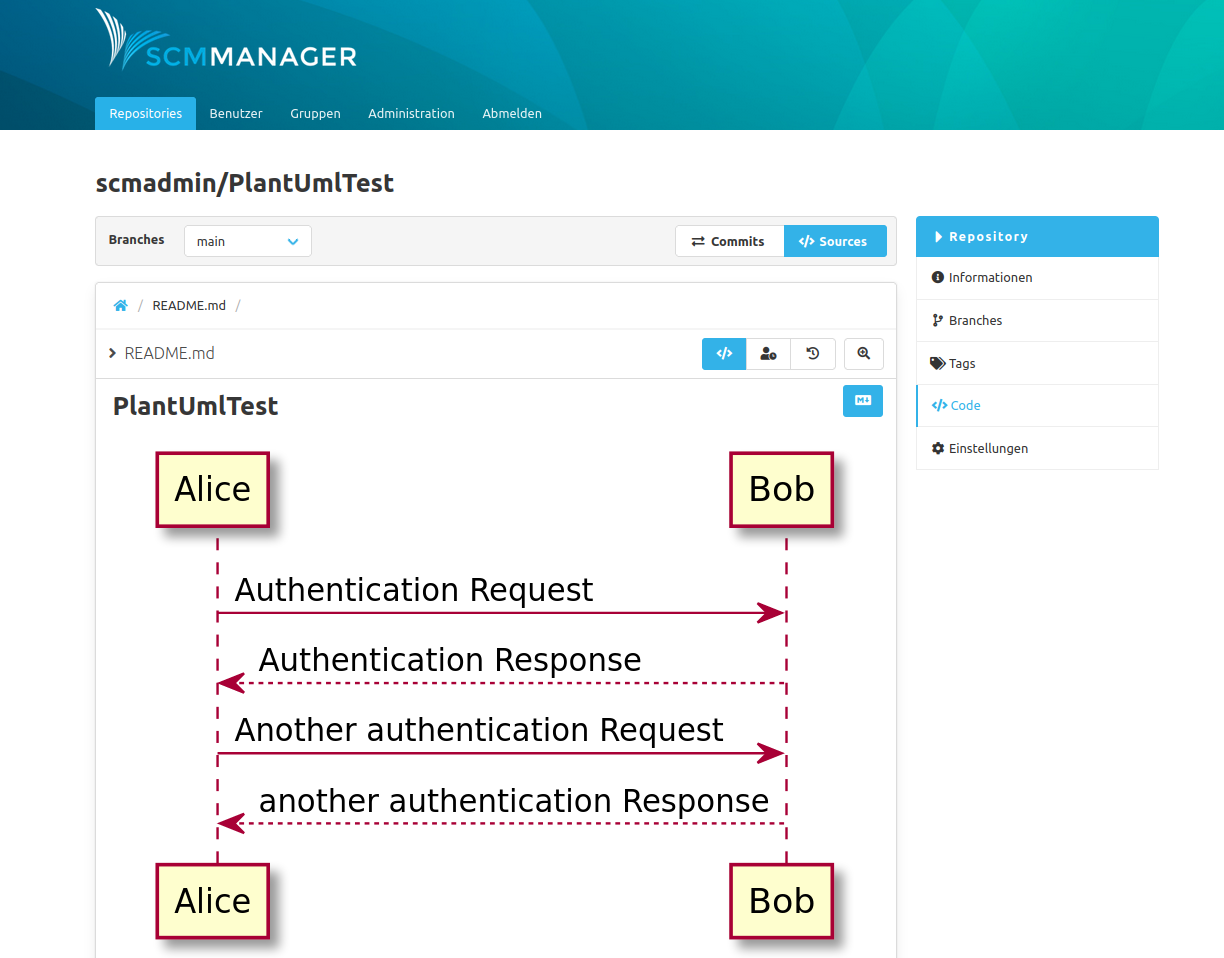 SCMMANAGER
Repositories Benutzer Gruppen Administration Abmelden
scmadmin/PlantUmlTest
Branches main Commits </> Sources
Repository
Informationen
Branches
Tags
</> Code
Einstellungen
/ README.md /
README.md </>
PlantUmlTest M
Alice Bob
Authentication Request
Authentication Response
Another authentication Request
another authentication Response
Alice Bob